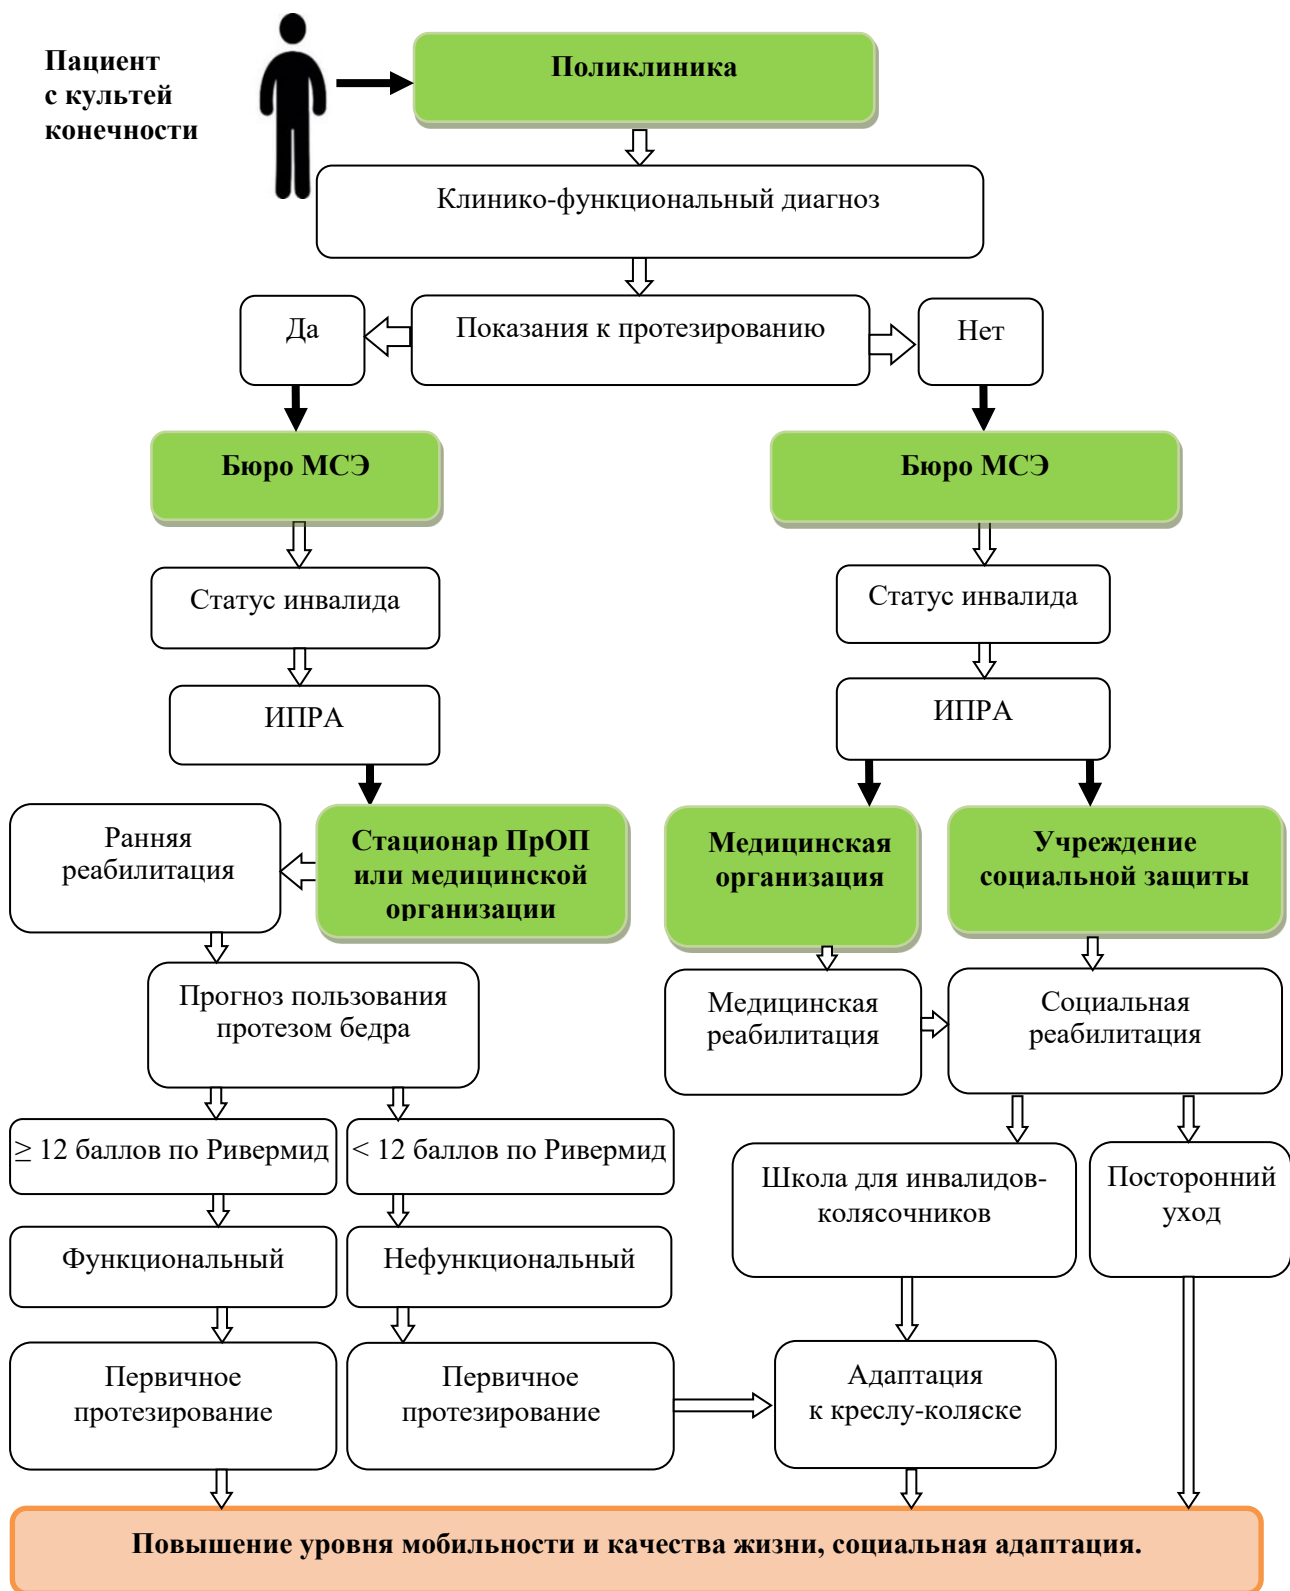 Пациент
с культей
конечности
Поликлиника
Клинико-функциональный диагноз
Да
Показания к протезированию
Нет
Бюро МСЭ
Бюро МСЭ
Статус инвалида
Статус инвалида
ИПРА
ИПРА
Ранняя
реабилитация
Стационар ПрОП
или медицинской
организации
Медицинская
организация
Учреждение
социальной защиты
Прогноз пользования
протезом бедра
Медицинская
реабилитация
Социальная
реабилитация
≥ 12 баллов по Ривермид
< 12 баллов по Ривермид
Школа для инвалидов-
колясочников
Посторонний
уход
Функциональный
Нефункциональный
Первичное
протезирование
Первичное
протезирование
Адаптация
к креслу-коляске
Повышение уровня мобильности и качества жизни, социальная адаптация.